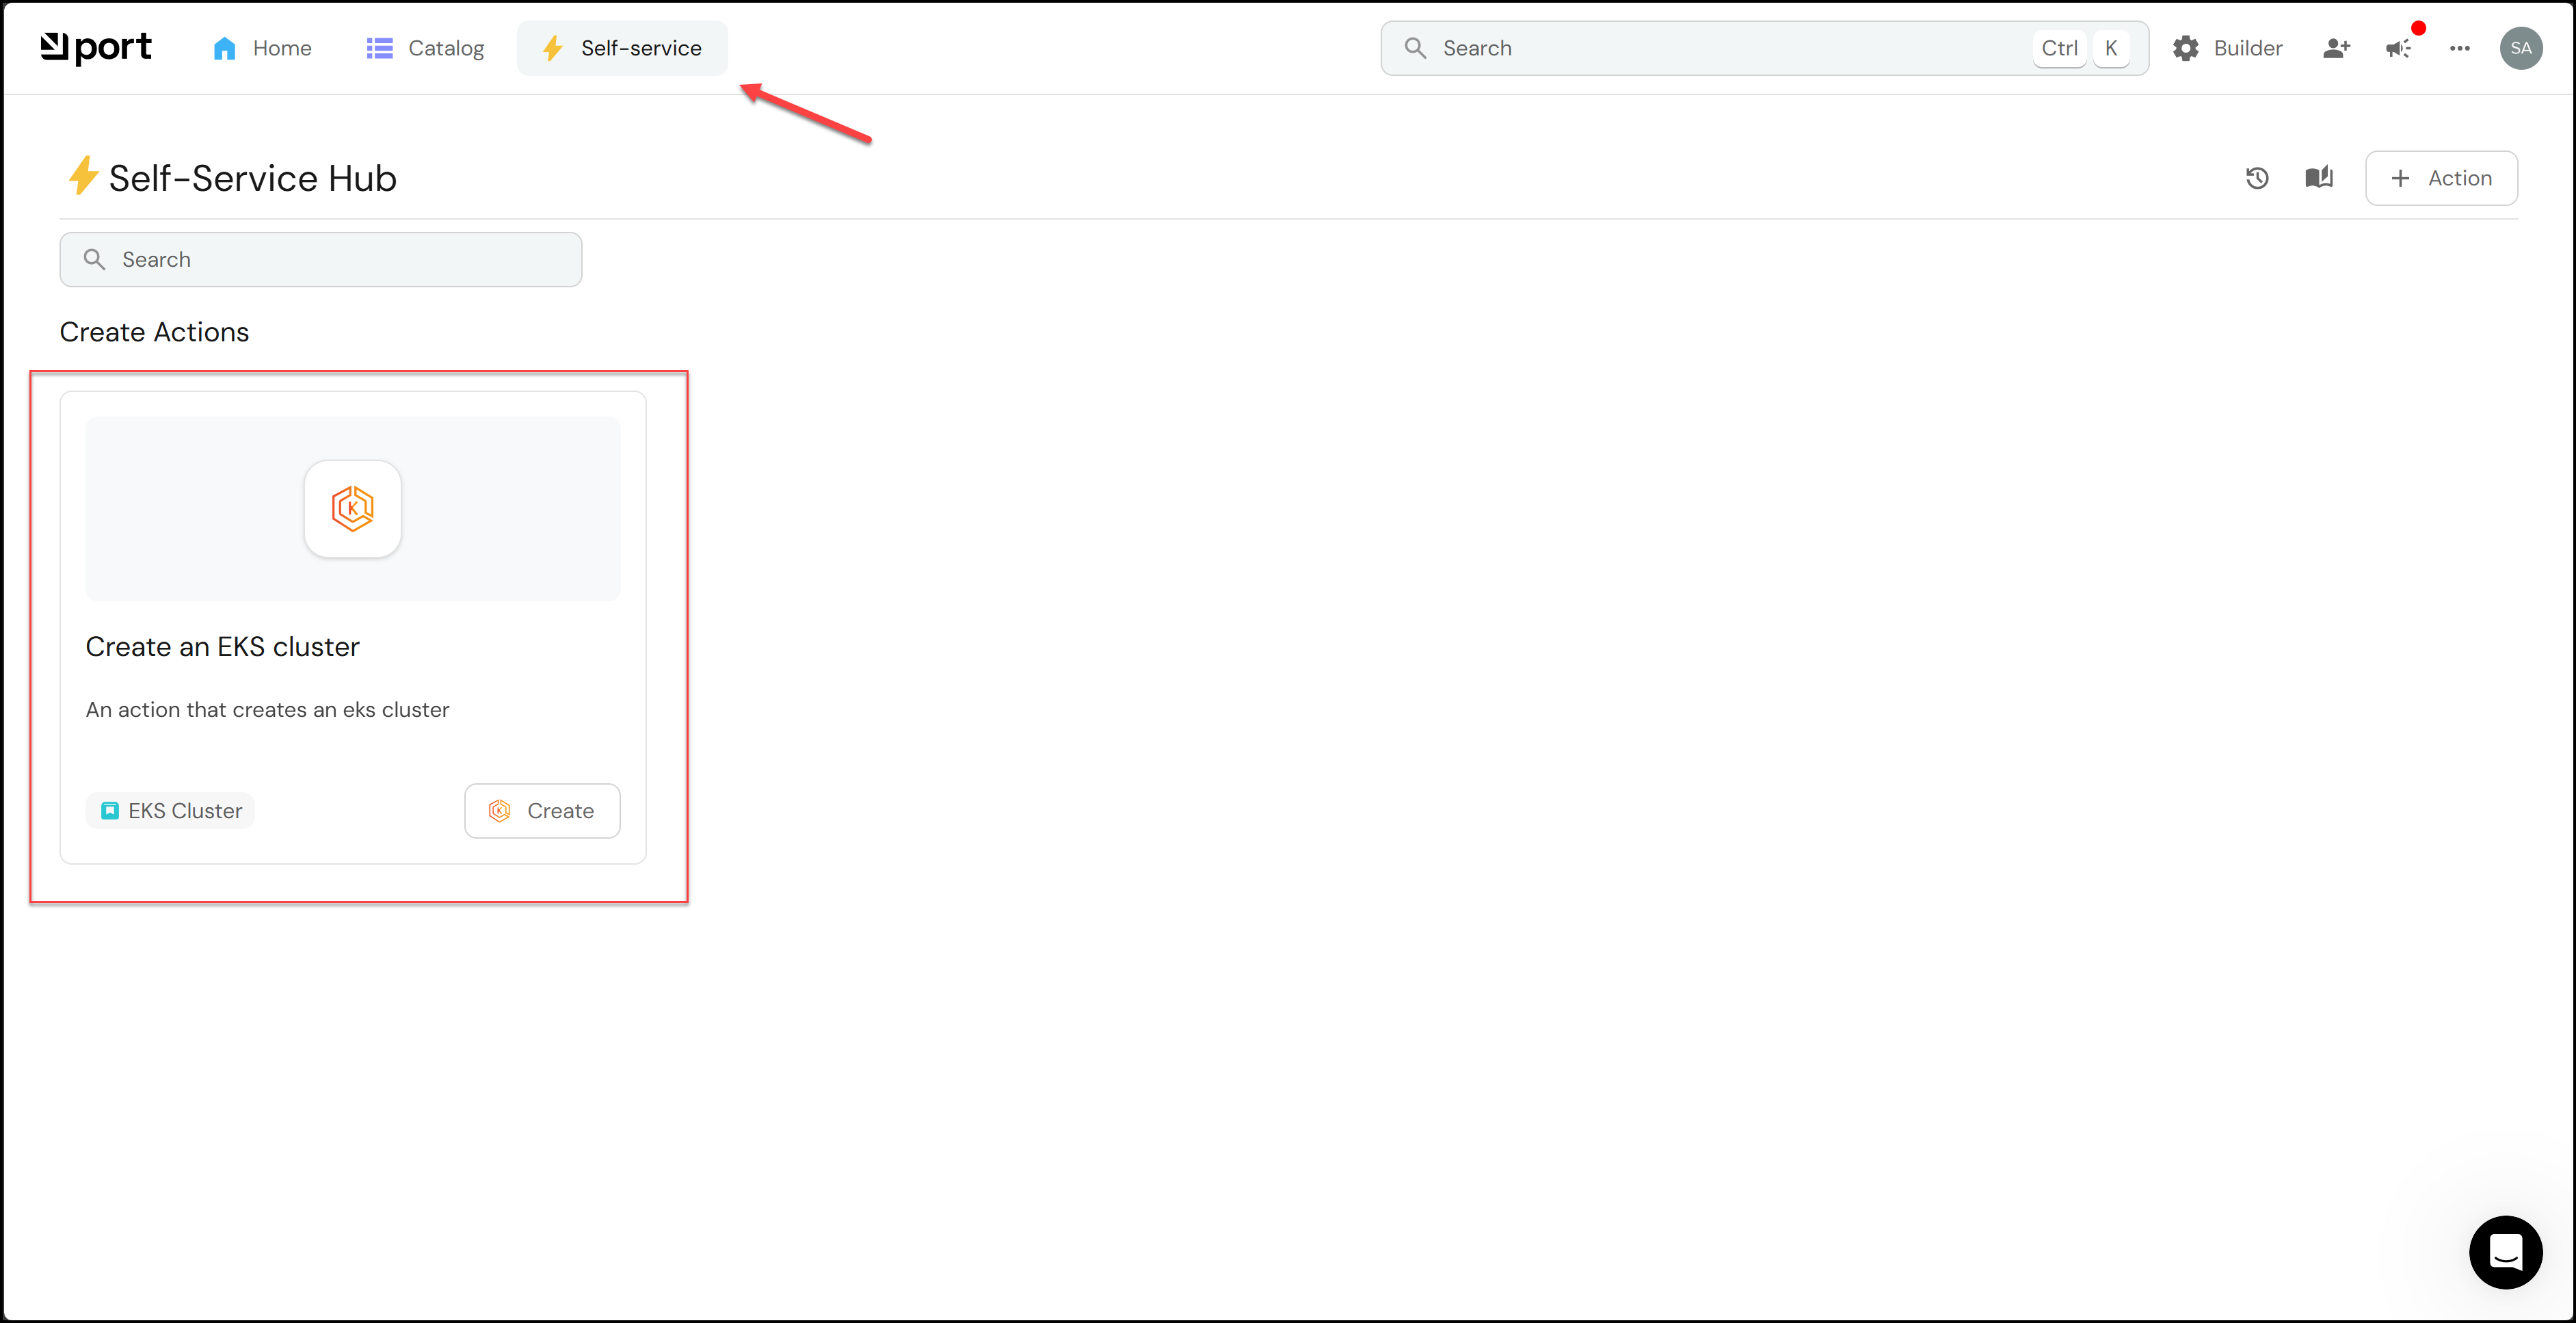 port
Home
Catalog
Self-service
Search
Ctrl K
Builder
SA
Self-Service Hub
Action
Search
Create Actions
K
Create an EKS cluster
An action that creates an eks cluster
EKS Cluster
K Create